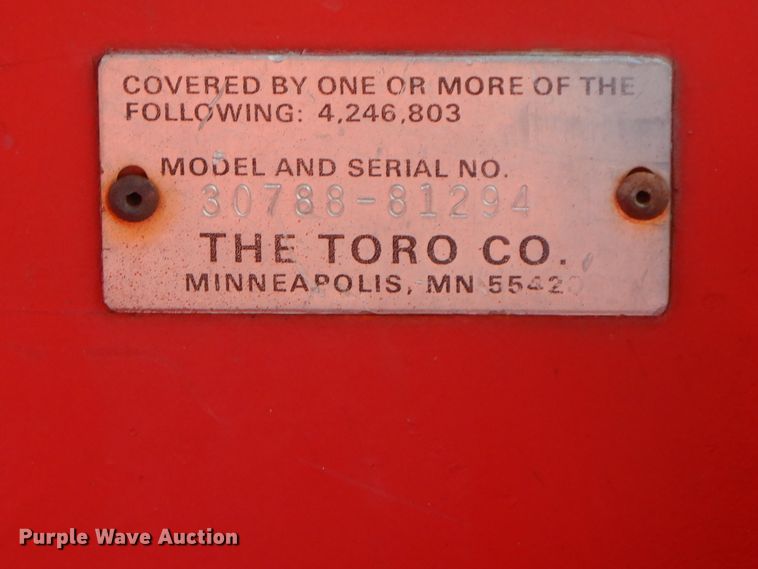 COVERED BY ONE OR MORE OF THE
FOLLOWING: 4,246,803
MODEL AND SERIAL NO.
30788-81294
THE TORO CO.
MINNEAPOLIS, MN 55420
Purple Wave Auction